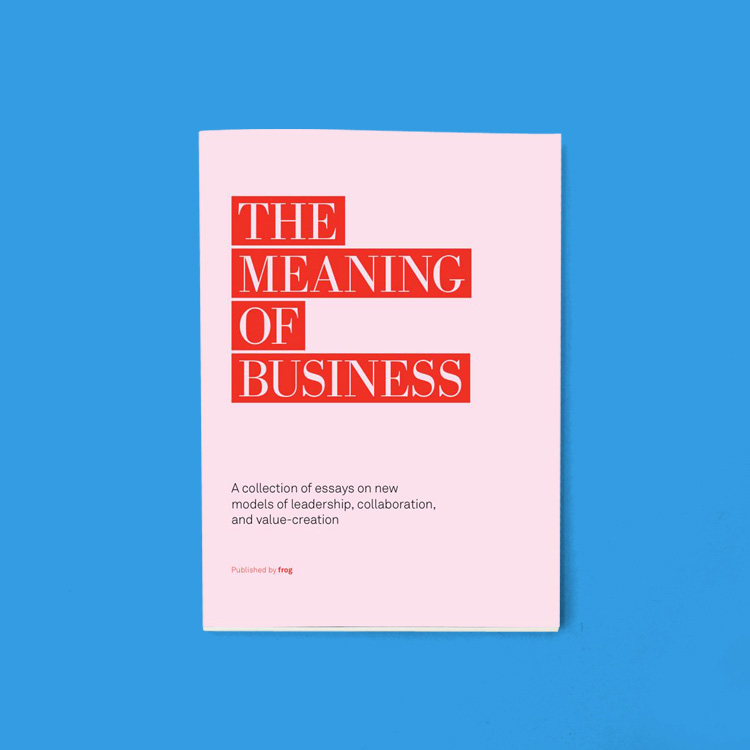 THE
MEANING
OF
BUSINESS
A collection of essays on new
models of leadership, collaboration,
and value-creation
Published by frog